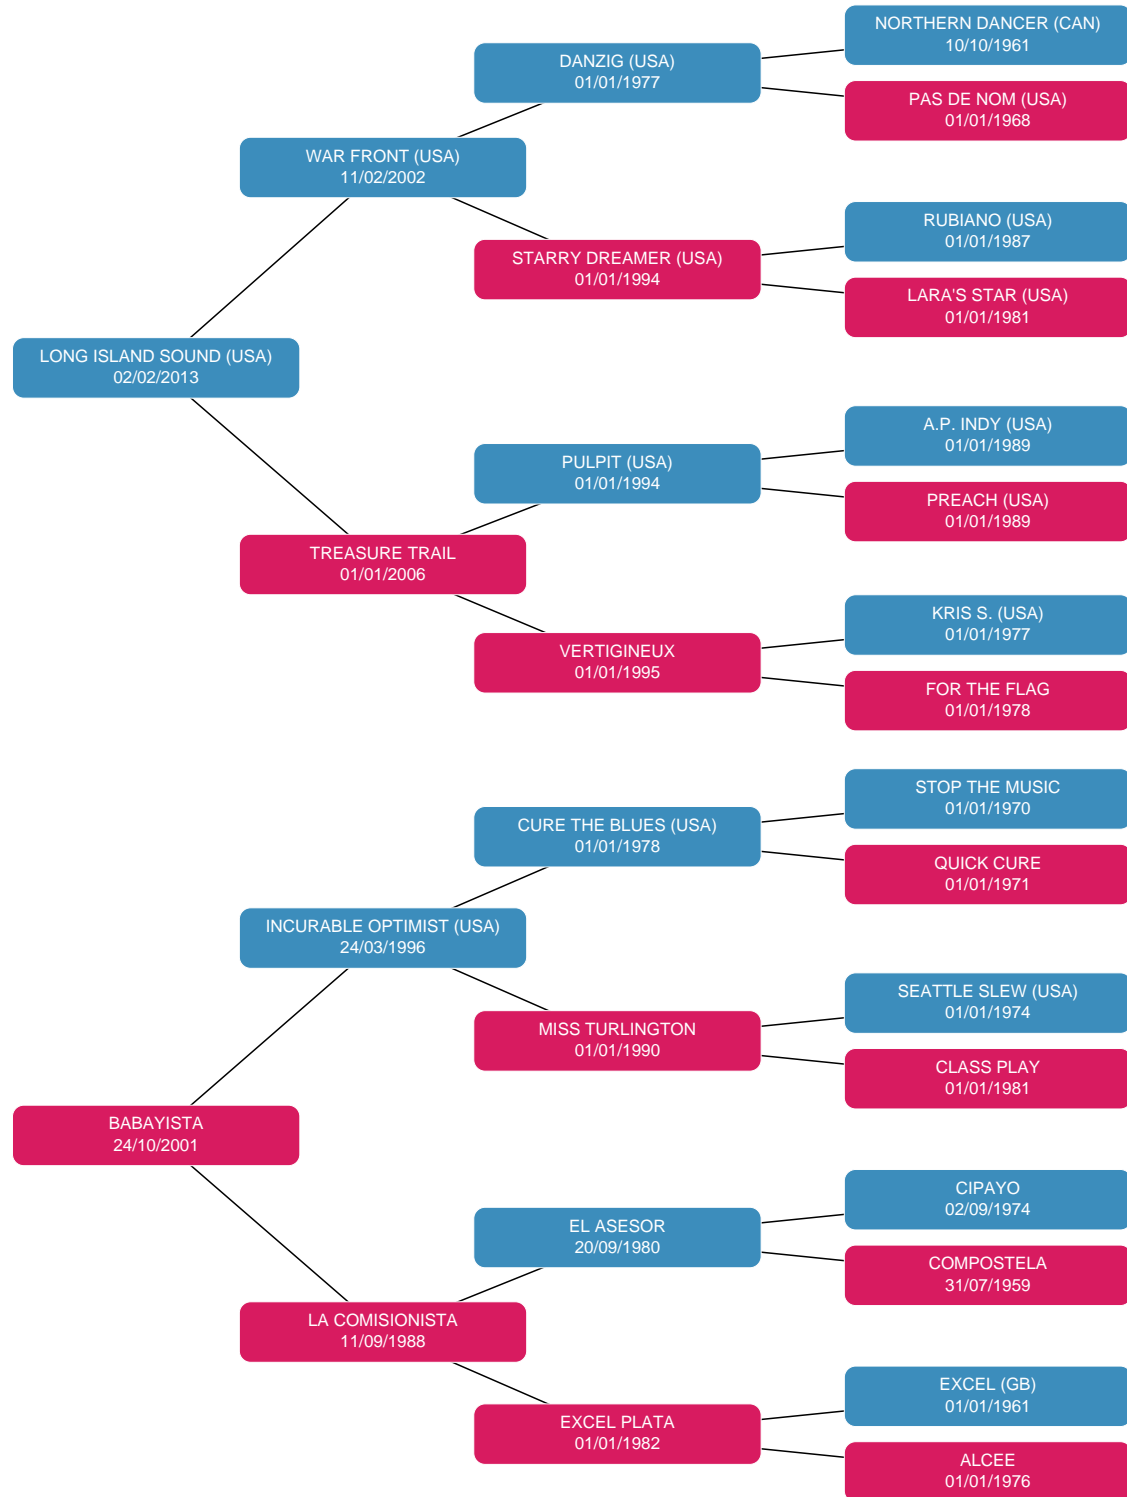 NORTHERN DANCER (CAN)
10/10/1961
DANZIG (USA)
01/01/1977
PAS DE NOM (USA)
01/01/1968
WAR FRONT (USA)
11/02/2002
RUBIANO (USA)
01/01/1987
STARRY DREAMER (USA)
01/01/1994
LARA'S STAR (USA)
01/01/1981
LONG ISLAND SOUND (USA)
02/02/2013
A.P. INDY (USA)
01/01/1989
PULPIT (USA)
01/01/1994
PREACH (USA)
01/01/1989
TREASURE TRAIL
01/01/2006
KRIS S. (USA)
01/01/1977
VERTIGINEUX
01/01/1995
FOR THE FLAG
01/01/1978
STOP THE MUSIC
01/01/1970
CURE THE BLUES (USA)
01/01/1978
QUICK CURE
01/01/1971
INCURABLE OPTIMIST (USA)
24/03/1996
SEATTLE SLEW (USA)
01/01/1974
MISS TURLINGTON
01/01/1990
CLASS PLAY
01/01/1981
BABAYISTA
24/10/2001
CIPAYO
02/09/1974
EL ASESOR
20/09/1980
COMPOSTELA
31/07/1959
LA COMISIONISTA
11/09/1988
EXCEL (GB)
01/01/1961
EXCEL PLATA
01/01/1982
ALCEE
01/01/1976